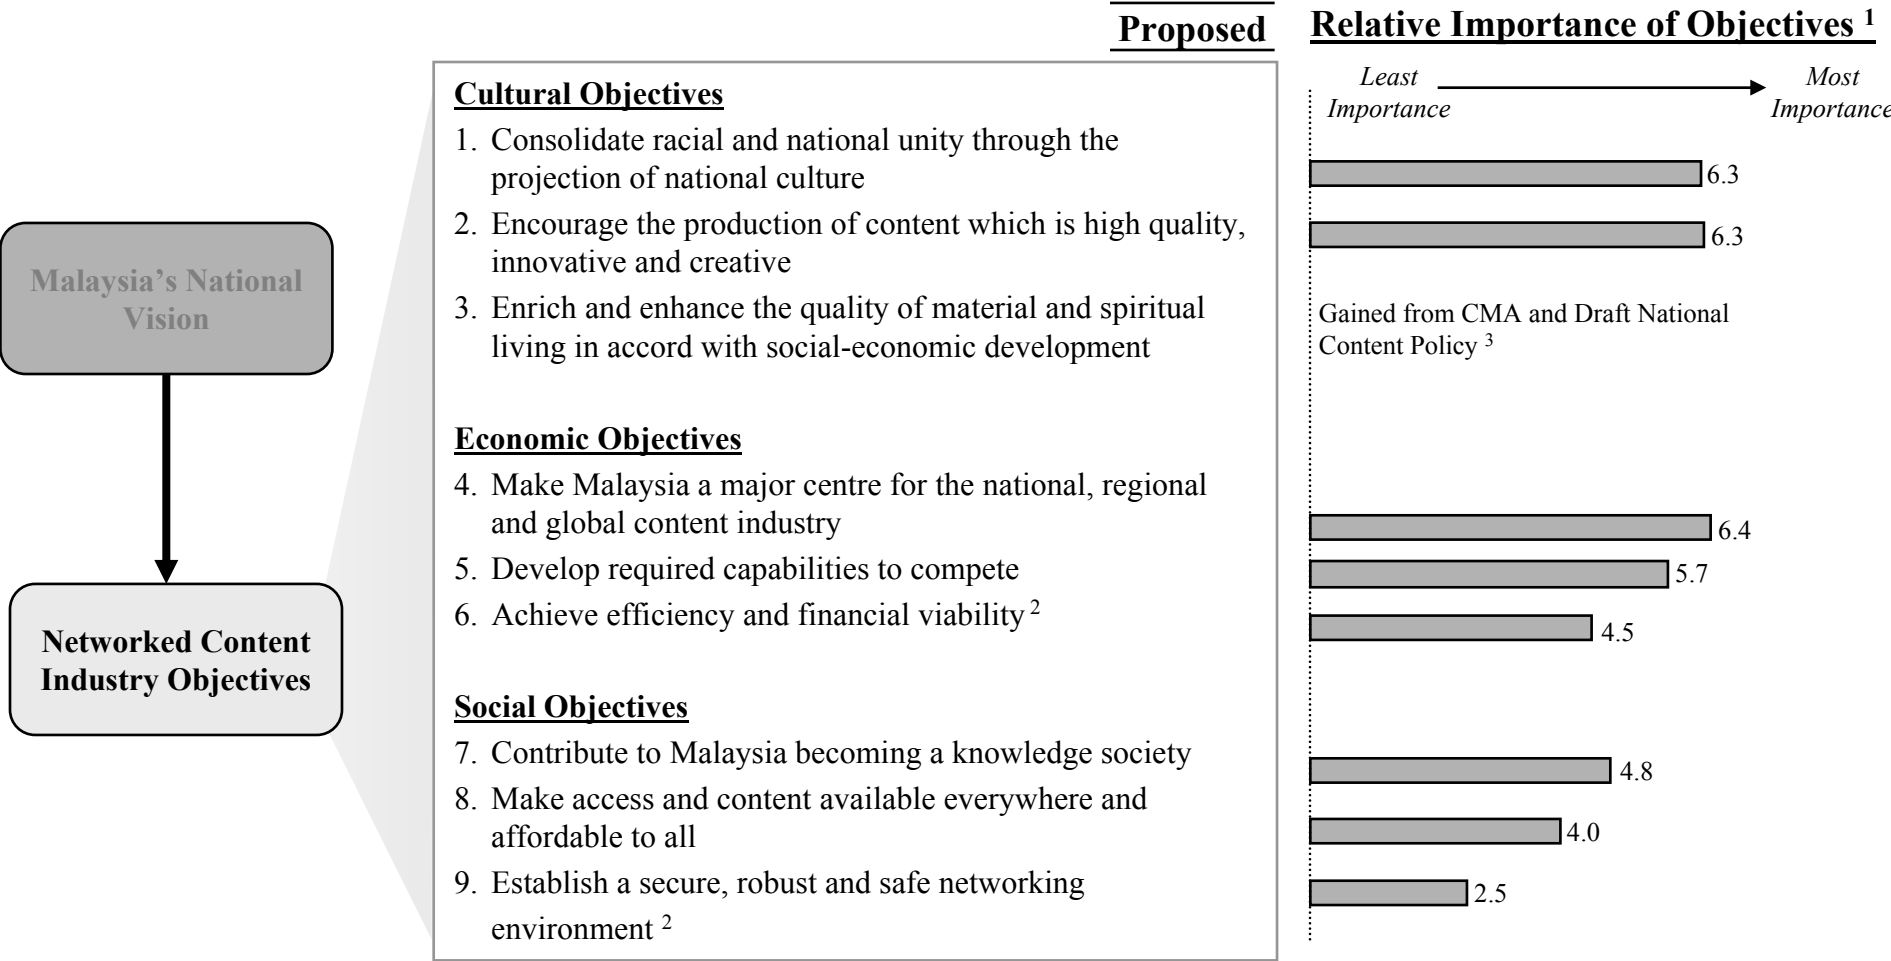 Proposed
Relative Importance of Objectives 1
Least
Importance
Most
Importance
Malaysia’s National
Vision
Networked Content
Industry Objectives
Cultural Objectives
1. Consolidate racial and national unity through the
projection of national culture
2. Encourage the production of content which is high quality,
innovative and creative
3. Enrich and enhance the quality of material and spiritual
living in accord with social-economic development
Economic Objectives
4. Make Malaysia a major centre for the national, regional
and global content industry
5. Develop required capabilities to compete
6. Achieve efficiency and financial viability 2
Social Objectives
7. Contribute to Malaysia becoming a knowledge society
8. Make access and content available everywhere and
affordable to all
9. Establish a secure, robust and safe networking
environment 2
6.3
6.3
Gained from CMA and Draft National
Content Policy 3
6.4
5.7
4.5
4.8
4.0
2.5